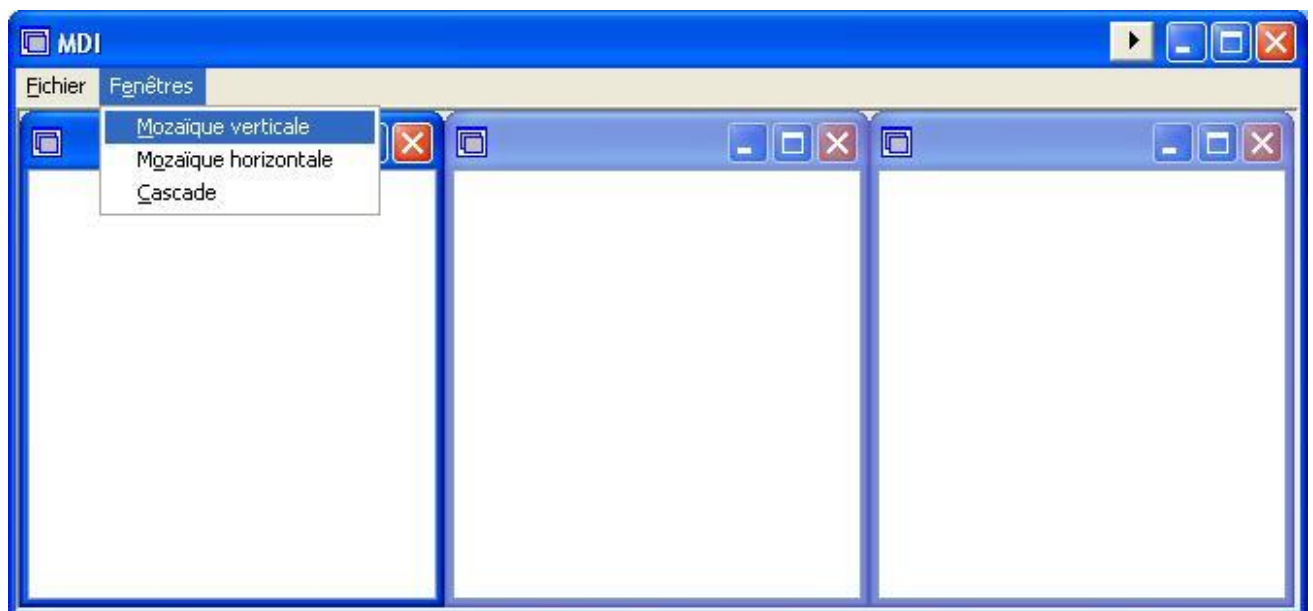 MDI
Fichier Fenêtres
Mozaïque verticale
Mozaïque horizontale
Cascade